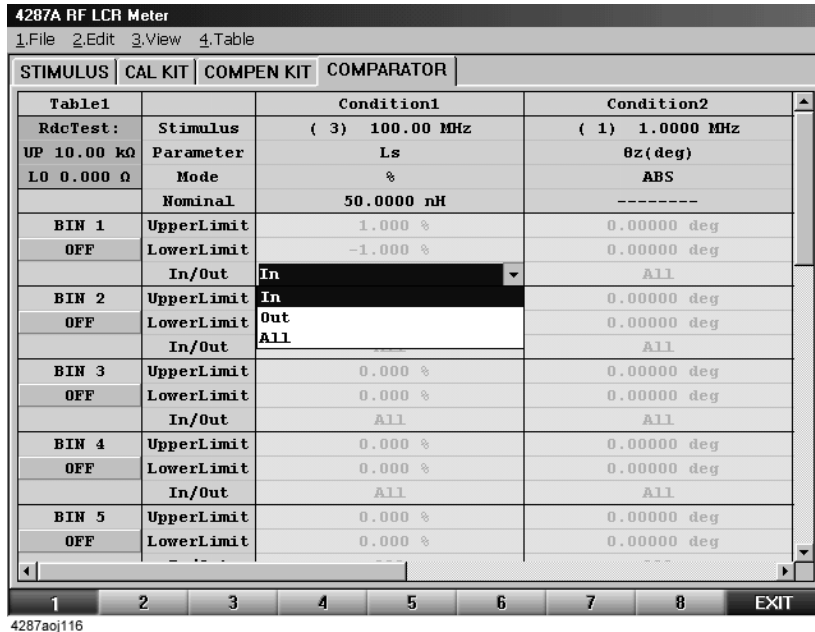 4287A RF LCR Meter
1.File 2.Edit 3.View 4.Table
STIMULUS CAL KIT COMPEN KIT COMPARATOR
Table1 Condition1 Condition2
RdcTest: Stimulus ( 3) 100.00 MHz ( 1) 1.0000 MHz
UP 10.00 kΩ Parameter Ls θz(deg)
LO 0.000 Ω Mode % ABS
Nominal 50.0000 nH --------
BIN 1 UpperLimit 1.000 % 0.00000 deg
OFF LowerLimit -1.000 % 0.00000 deg
In/Out In All
BIN 2 UpperLimit In 0.00000 deg
OFF LowerLimit Out 0.00000 deg
In/Out All All
BIN 3 UpperLimit 0.000 % 0.00000 deg
OFF LowerLimit 0.000 % 0.00000 deg
In/Out All All
BIN 4 UpperLimit 0.000 % 0.00000 deg
OFF LowerLimit 0.000 % 0.00000 deg
In/Out All All
BIN 5 UpperLimit 0.000 % 0.00000 deg
OFF LowerLimit 0.000 % 0.00000 deg
1 2 3 4 5 6 7 8 EXIT
4287aoj116